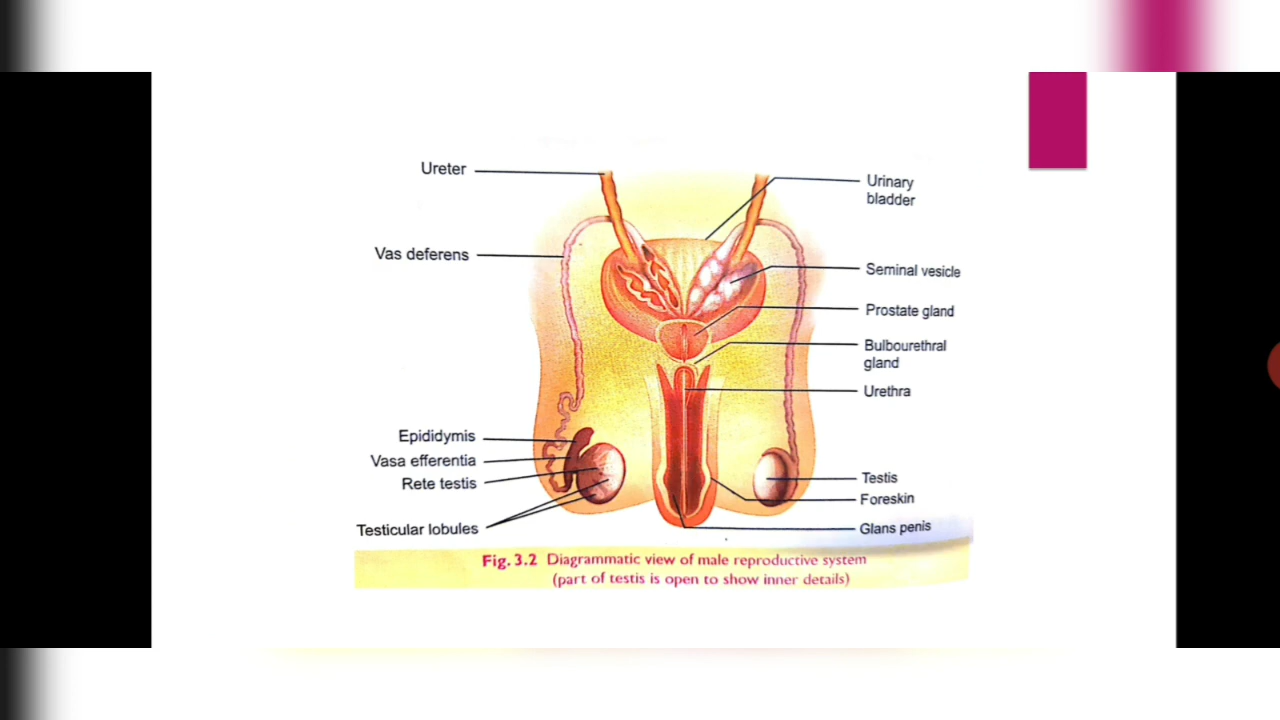 Ureter
Urinary
bladder
Vas deferens
Seminal vesicle
Prostate gland
Bulbourethral
gland
Urethra
Epididymis
Vasa efferentia
Rete testis
Testis
Foreskin
Testicular lobules
Glans penis
Fig. 3.2 Diagrammatic view of male reproductive system
(part of testis is open to show inner details)